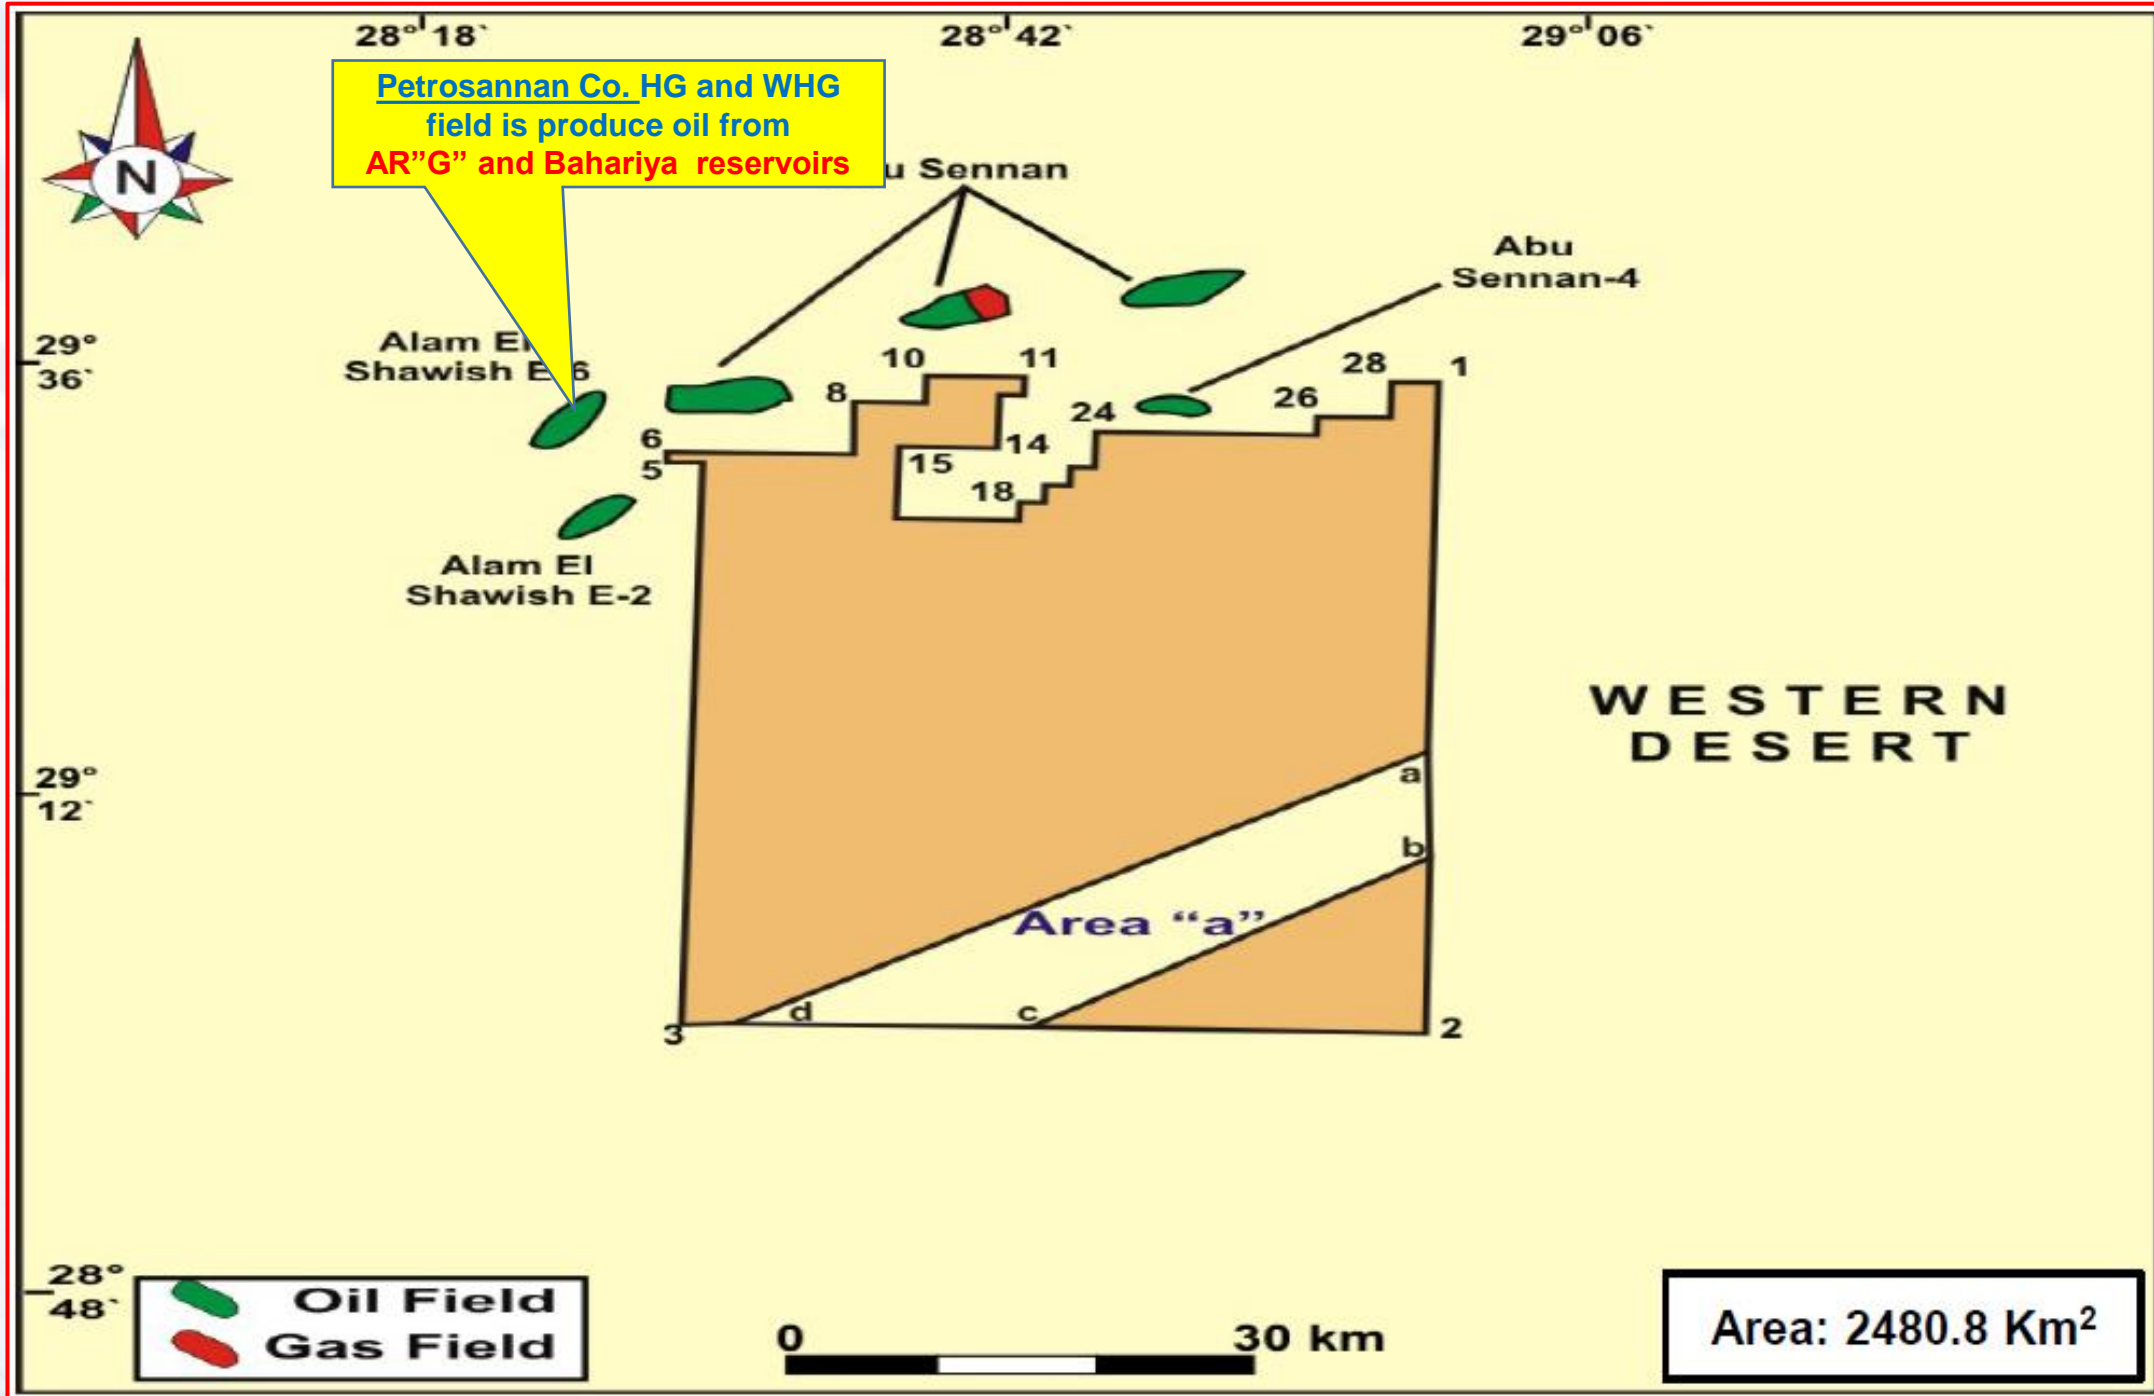 28°18`
28°42`
29°06`
N
Petrosannan Co. HG and WHG
field is produce oil from
AR”G” and Bahariya reservoirs
u Sennan
Abu
Sennan-4
29°
36`
Alam El
Shawish E-6
10
11
28
1
8
24
26
6
5
14
15
18
Alam El
Shawish E-2
WESTERN
DESERT
29°
12`
a
b
Area “a”
d
c
3
2
28°
48`
Oil Field
Gas Field
0
30 km
Area: 2480.8 Km²